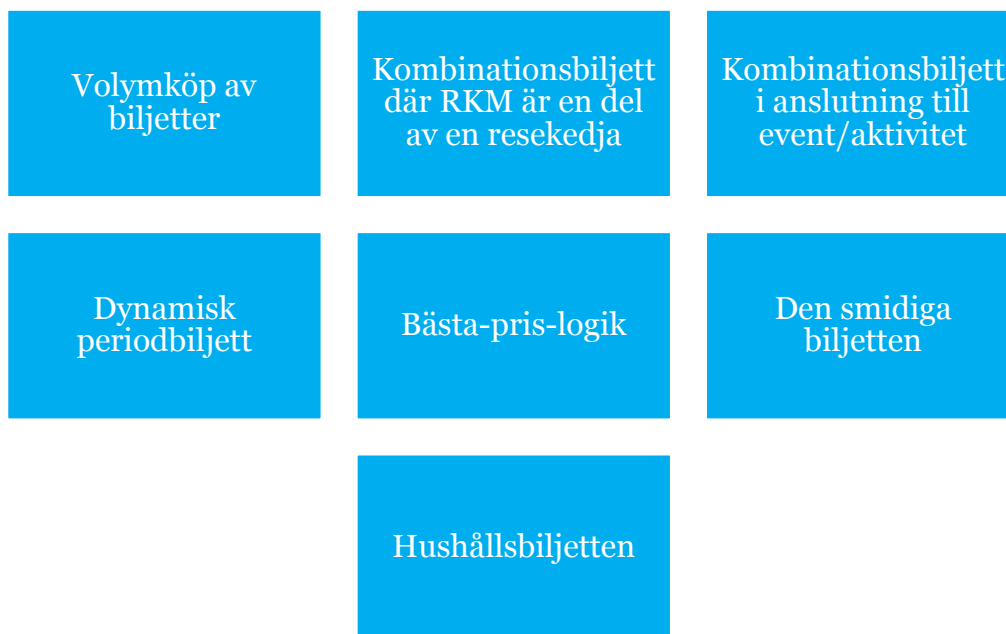 Volymköp av
biljetter
Kombinationsbiljett
där RKM är en del
av en resekedja
Kombinationsbiljett
i anslutning till
event/aktivitet
Dynamisk
periodbiljett
Bästa-pris-logik
Den smidiga
biljetten
Hushållsbiljetten